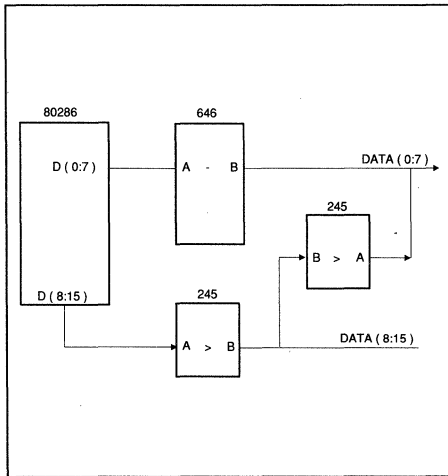 80286
646
D ( 0:7 )
A - B
DATA ( 0:7 )
245
B > A
D ( 8:15 )
245
A > B
DATA ( 8:15 )